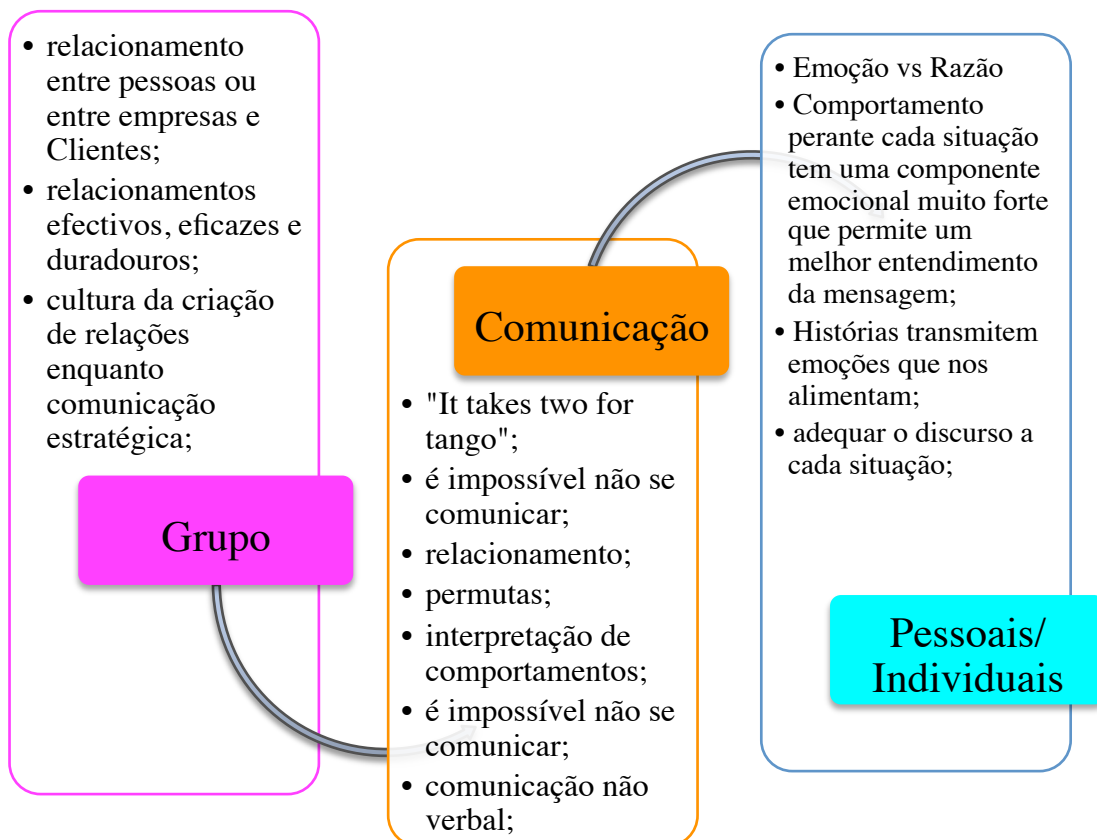 • relacionamento
entre pessoas ou
entre empresas e
Clientes;
• relacionamentos
efectivos, eficazes e
duradouros;
• cultura da criação
de relações
enquanto
comunicação
estratégica;
Grupo
Comunicação
• "It takes two for
tango";
• é impossível não se
comunicar;
• relacionamento;
• permutas;
• interpretação de
comportamentos;
• é impossível não se
comunicar;
• comunicação não
verbal;
• Emoção vs Razão
• Comportamento
perante cada situação
tem uma componente
emocional muito forte
que permite um
melhor entendimento
da mensagem;
• Histórias transmitem
emoções que nos
alimentam;
• adequar o discurso a
cada situação;
Pessoais/
Individuais